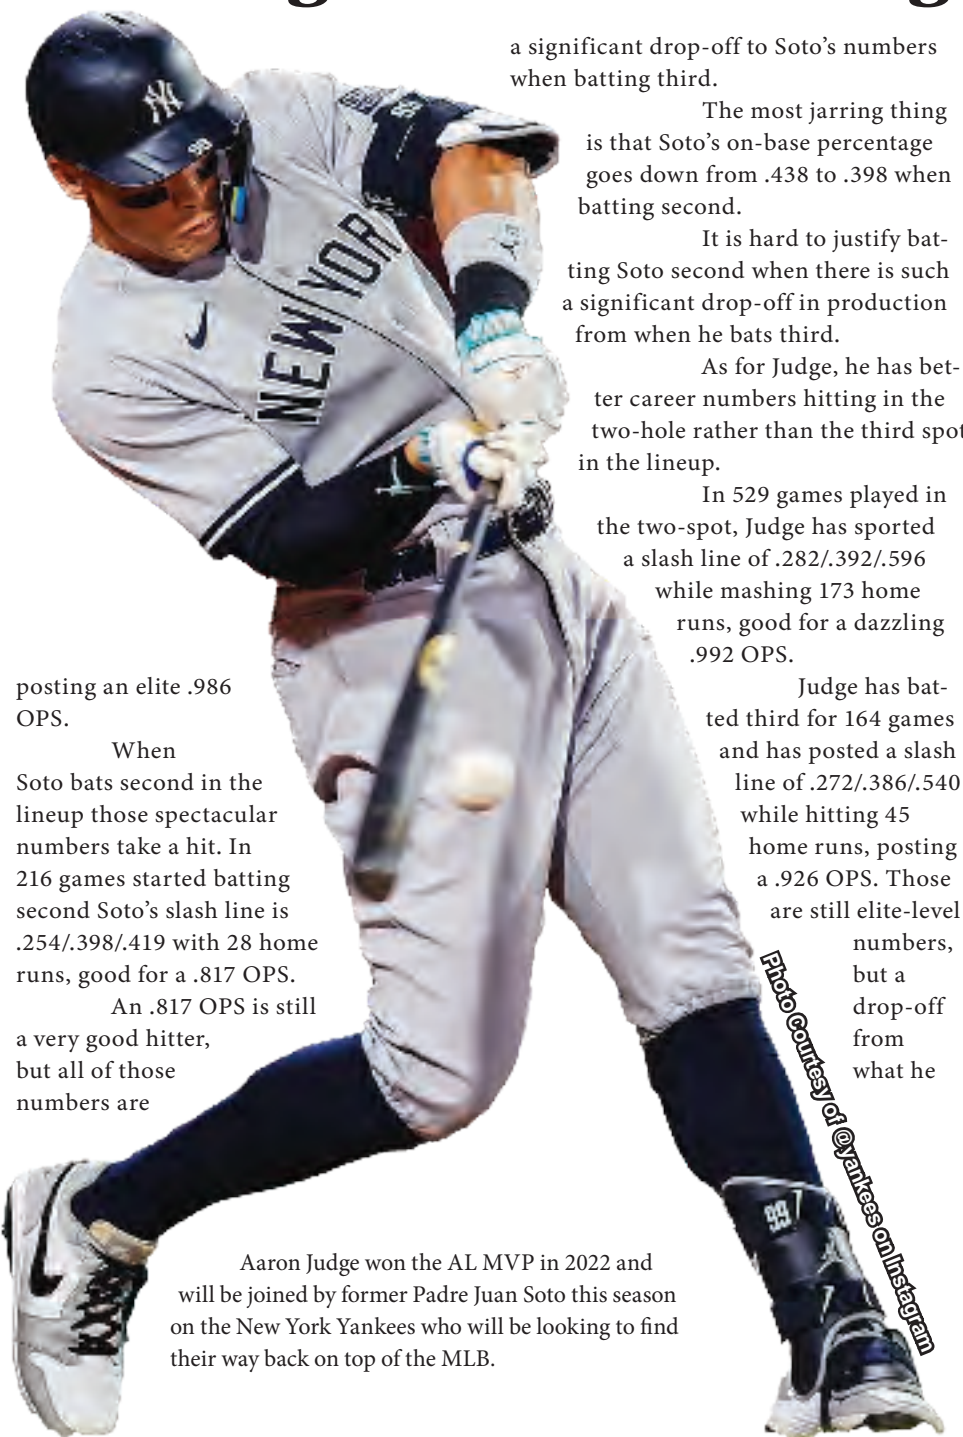 posting an elite .986
OPS.
When
Soto bats second in the
lineup those spectacular
numbers take a hit. In
216 games started batting
second Soto’s slash line is
.254/.398/.419 with 28 home
runs, good for a .817 OPS.
An .817 OPS is still
a very good hitter,
but all of those
numbers are
a significant drop-off to Soto’s numbers
when batting third.
The most jarring thing
is that Soto’s on-base percentage
goes down from .438 to .398 when
batting second.
It is hard to justify bat-
ting Soto second when there is such
a significant drop-off in production
from when he bats third.
As for Judge, he has bet-
ter career numbers hitting in the
two-hole rather than the third spot
in the lineup.
In 529 games played in
the two-spot, Judge has sported
a slash line of .282/.392/.596
while mashing 173 home
runs, good for a dazzling
.992 OPS.
Judge has bat-
ted third for 164 games
and has posted a slash
line of .272/.386/.540
while hitting 45
home runs, posting
a .926 OPS. Those
are still elite-level
numbers,
but a
drop-off
from
what he
NY
99
NEW YOR
99
Photo Courtesy of @yankees on Instagram
Aaron Judge won the AL MVP in 2022 and
will be joined by former Padre Juan Soto this season
on the New York Yankees who will be looking to find
their way back on top of the MLB.